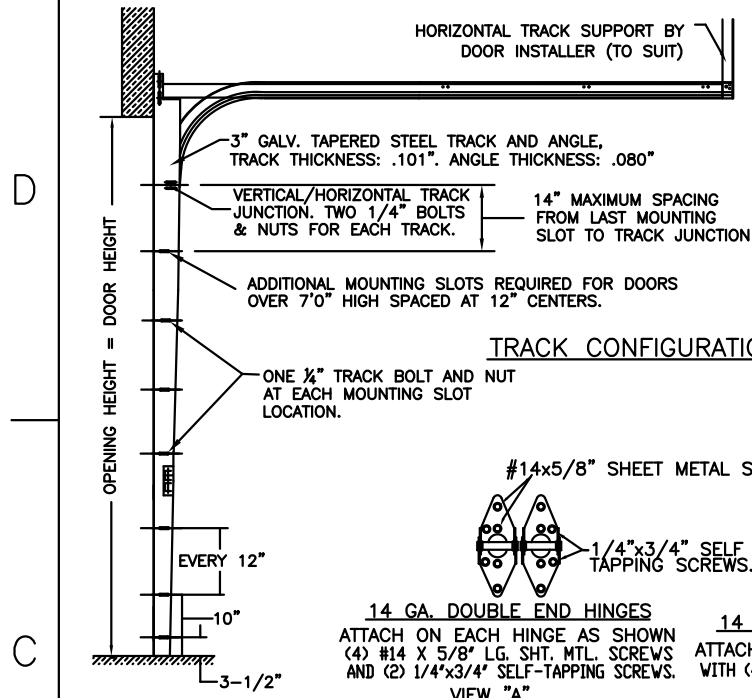 HORIZONTAL TRACK SUPPORT BY
DOOR INSTALLER (TO SUIT)
3" GALV. TAPERED STEEL TRACK AND ANGLE,
TRACK THICKNESS: .101". ANGLE THICKNESS: .080"
D
VERTICAL/HORIZONTAL TRACK
JUNCTION. TWO 1/4" BOLTS
& NUTS FOR EACH TRACK.
14" MAXIMUM SPACING
FROM LAST MOUNTING
SLOT TO TRACK JUNCTION
ADDITIONAL MOUNTING SLOTS REQUIRED FOR DOORS
OVER 7'0" HIGH SPACED AT 12" CENTERS.
OPENING HEIGHT = DOOR HEIGHT
TRACK CONFIGURATIO
ONE ¼" TRACK BOLT AND NUT
AT EACH MOUNTING SLOT
LOCATION.
#14x5/8" SHEET METAL S
1/4"x3/4" SELF
TAPPING SCREWS.
EVERY 12"
10"
3-1/2"
C
14 GA. DOUBLE END HINGES
ATTACH ON EACH HINGE AS SHOWN
(4) #14 X 5/8" LG. SHT. MTL. SCREWS
AND (2) 1/4"x3/4" SELF-TAPPING SCREWS.
VIEW "A"
14
ATTACH
WITH (